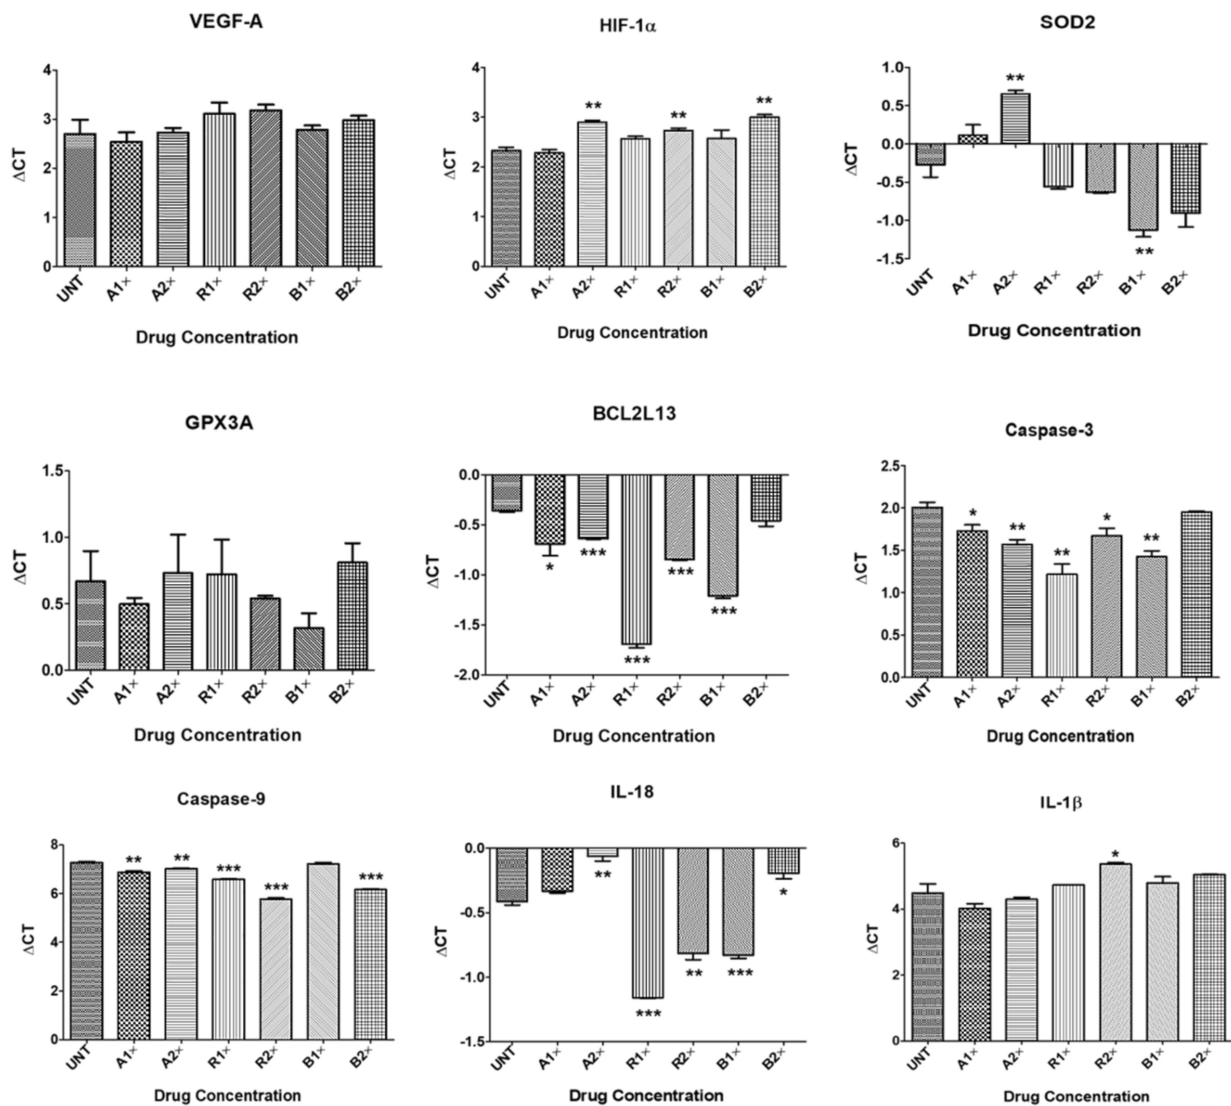 VEGF-A
HIF-1α
SOD2
4
3
2
1
0
ΔCT
UNT
A1×
A2×
R1×
R2×
B1×
B2×
Drug Concentration
4
3
2
1
0
ΔCT
**
**
**
UNT
A1×
A2×
R1×
R2×
B1×
B2×
Drug Concentration
1.0
0.5
0.0
-0.5
-1.0
-1.5
ΔCT
**
**
UNT
A1×
A2×
R1×
R2×
B1×
B2×
Drug Concentration
GPX3A
BCL2L13
Caspase-3
1.5
1.0
0.5
0.0
ΔCT
UNT
A1×
A2×
R1×
R2×
B1×
B2×
Drug Concentration
0.0
-0.5
-1.0
-1.5
-2.0
ΔCT
*
***
***
***
***
UNT
A1×
A2×
R1×
R2×
B1×
B2×
Drug Concentration
2.5
2.0
1.5
1.0
0.5
0.0
ΔCT
*
**
**
*
**
UNT
A1×
A2×
R1×
R2×
B1×
B2×
Drug Concentration
Caspase-9
IL-18
IL-1β
8
6
4
2
0
ΔCT
**
**
***
***
***
UNT
A1×
A2×
R1×
R2×
B1×
B2×
Drug Concentration
0.0
-0.5
-1.0
-1.5
ΔCT
**
***
**
***
*
UNT
A1×
A2×
R1×
R2×
B1×
B2×
Drug Concentration
6
4
2
0
ΔCT
*
UNT
A1×
A2×
R1×
R2×
B1×
B2×
Drug Concentration